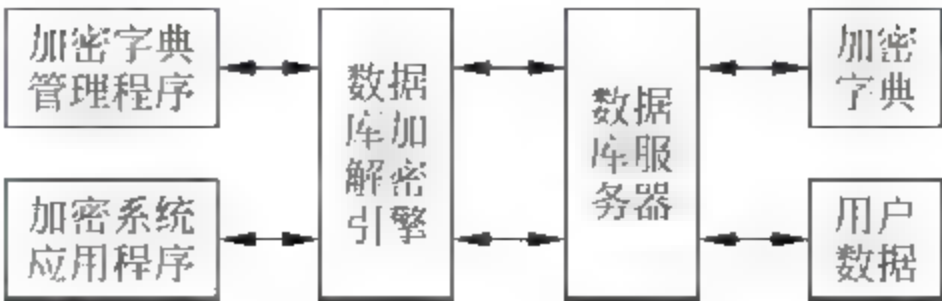 加密字典
管理程序
数据
库加
解密
引擎
数据
库服
务器
加密
字典
加密系统
应用程序
用户
数据